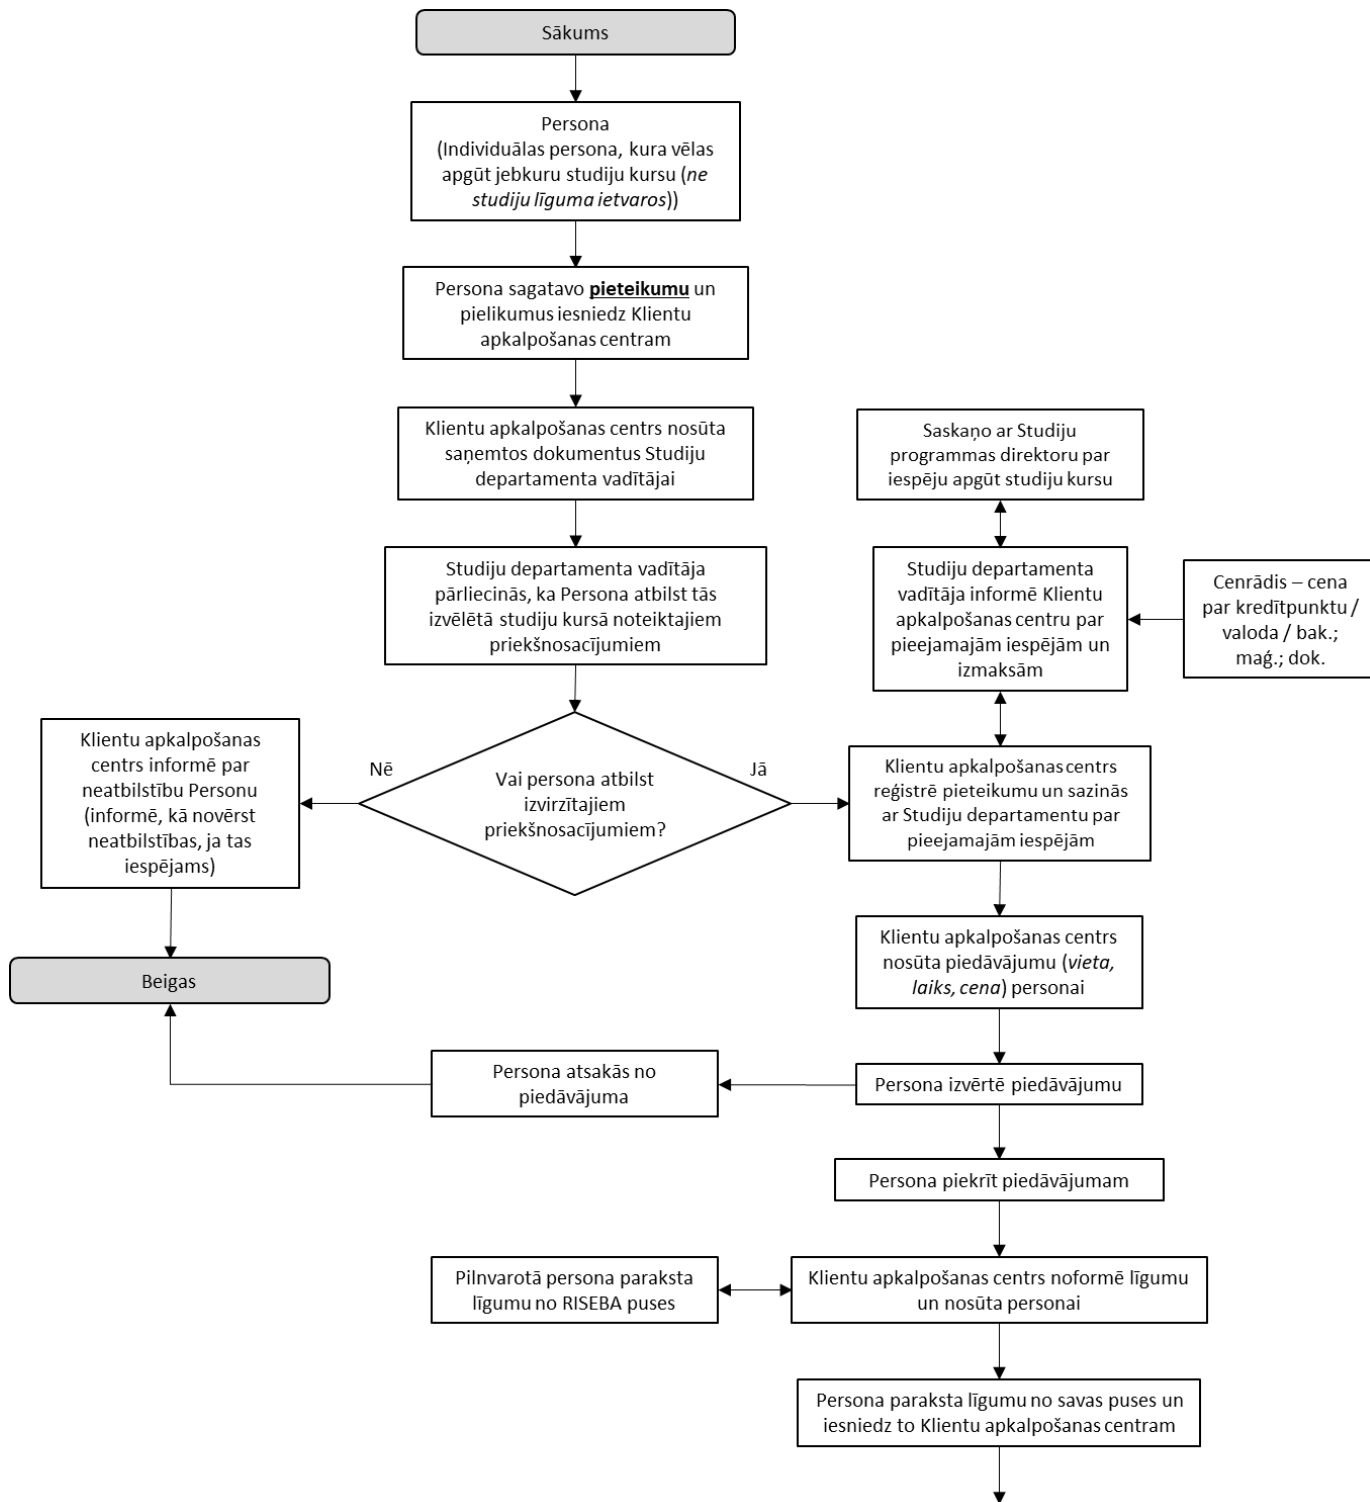 Sākums
Persona
(Individuālas persona, kura vēlas
apgūt jebkuru studiju kursu (ne
studiju līguma ietvaros))
Persona sagatavo pieteikumu un
pielikumus iesniedz Klientu
apkalpošanas centram
Klientu apkalpošanas centrs nosūta
saņemtos dokumentus Studiju
departamenta vadītājai
Saskaņo ar Studiju
programmas direktoru par
iespēju apgūt studiju kursu
Studiju departamenta vadītāja
pārliecinās, ka Persona atbilst tās
izvēlētā studiju kursā noteiktajiem
priekšnosacījumiem
Studiju departamenta
vadītāja informē Klientu
apkalpošanas centru par
pieejamajām iespējām un
izmaksām
Cenrādis – cena
par kredītpunktu /
valoda / bak.;
maģ.; dok.
Klientu apkalpošanas
centrs informē par
neatbilstību Personu
(informē, kā novērst
neatbilstības, ja tas
iespējams)
Nē
Vai persona atbilst
izvirzītajiem
priekšnosacījumiem?
Jā
Klientu apkalpošanas centrs
reģistrē pieteikumu un sazinās
ar Studiju departamentu par
pieejamajām iespējām
Klientu apkalpošanas centrs
nosūta piedāvājumu (vieta,
laiks, cena) personai
Beigas
Persona atsakās no
piedāvājuma
Persona izvērtē piedāvājumu
Persona piekrīt piedāvājumam
Pilnvarotā persona paraksta
līgumu no RISEBA puses
Klientu apkalpošanas centrs noformē līgumu
un nosūta personai
Persona paraksta līgumu no savas puses un
iesniedz to Klientu apkalpošanas centram